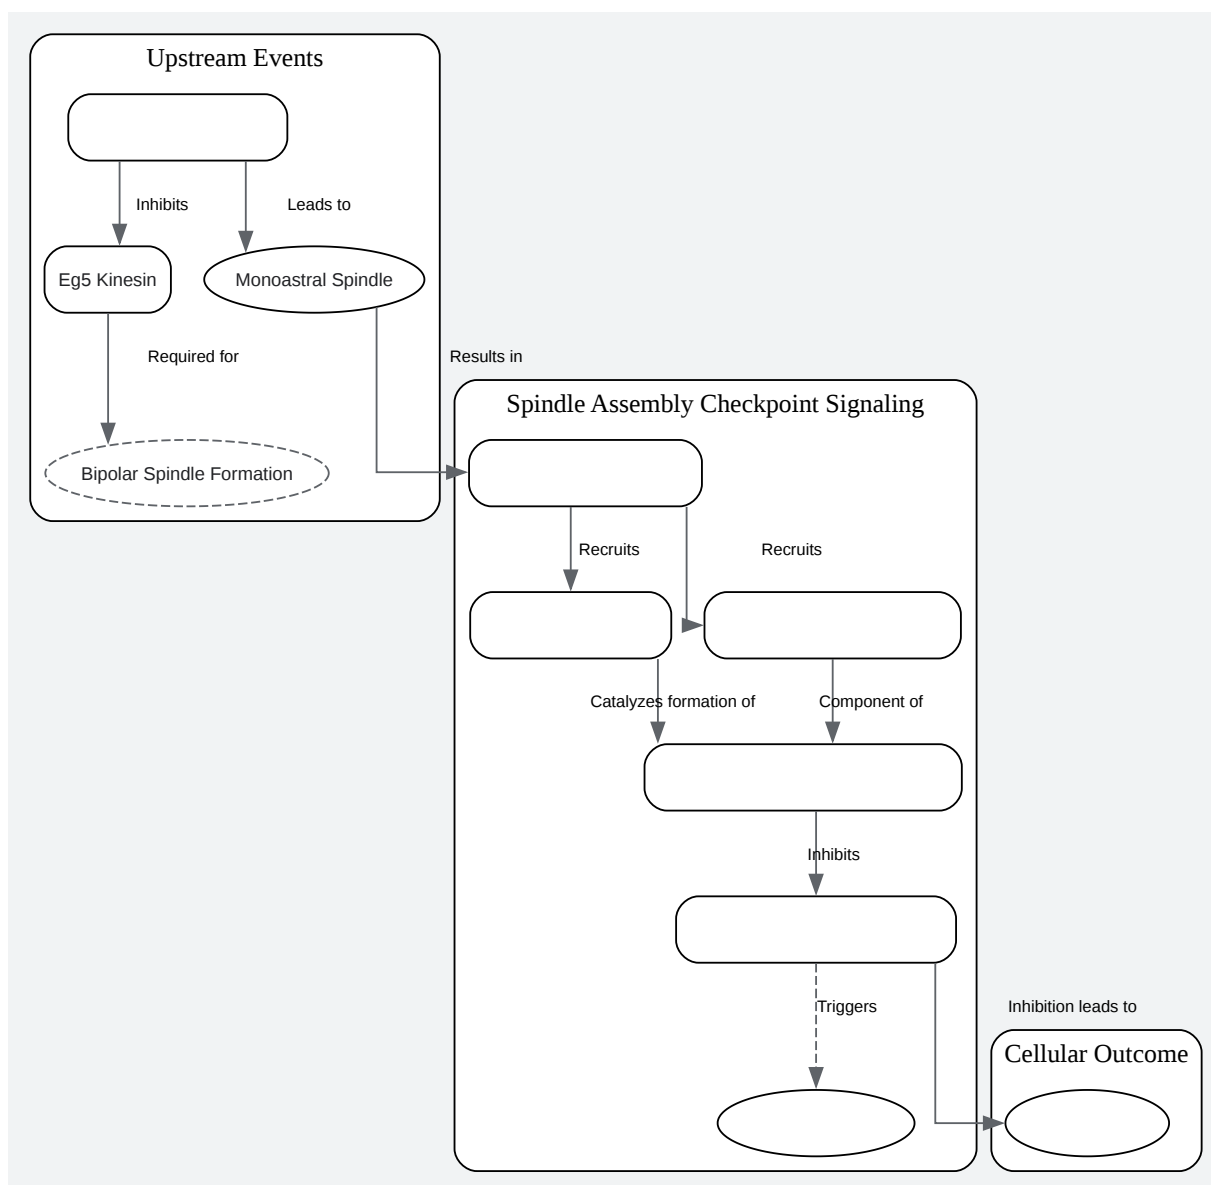 Upstream Events
Inhibits
Leads to
Eg5 Kinesin
Monoastral Spindle
Required for
Results in
Bipolar Spindle Formation
Spindle Assembly Checkpoint Signaling
Recruits
Recruits
Catalyzes formation of
Component of
Inhibits
Triggers
Inhibition leads to
Cellular Outcome